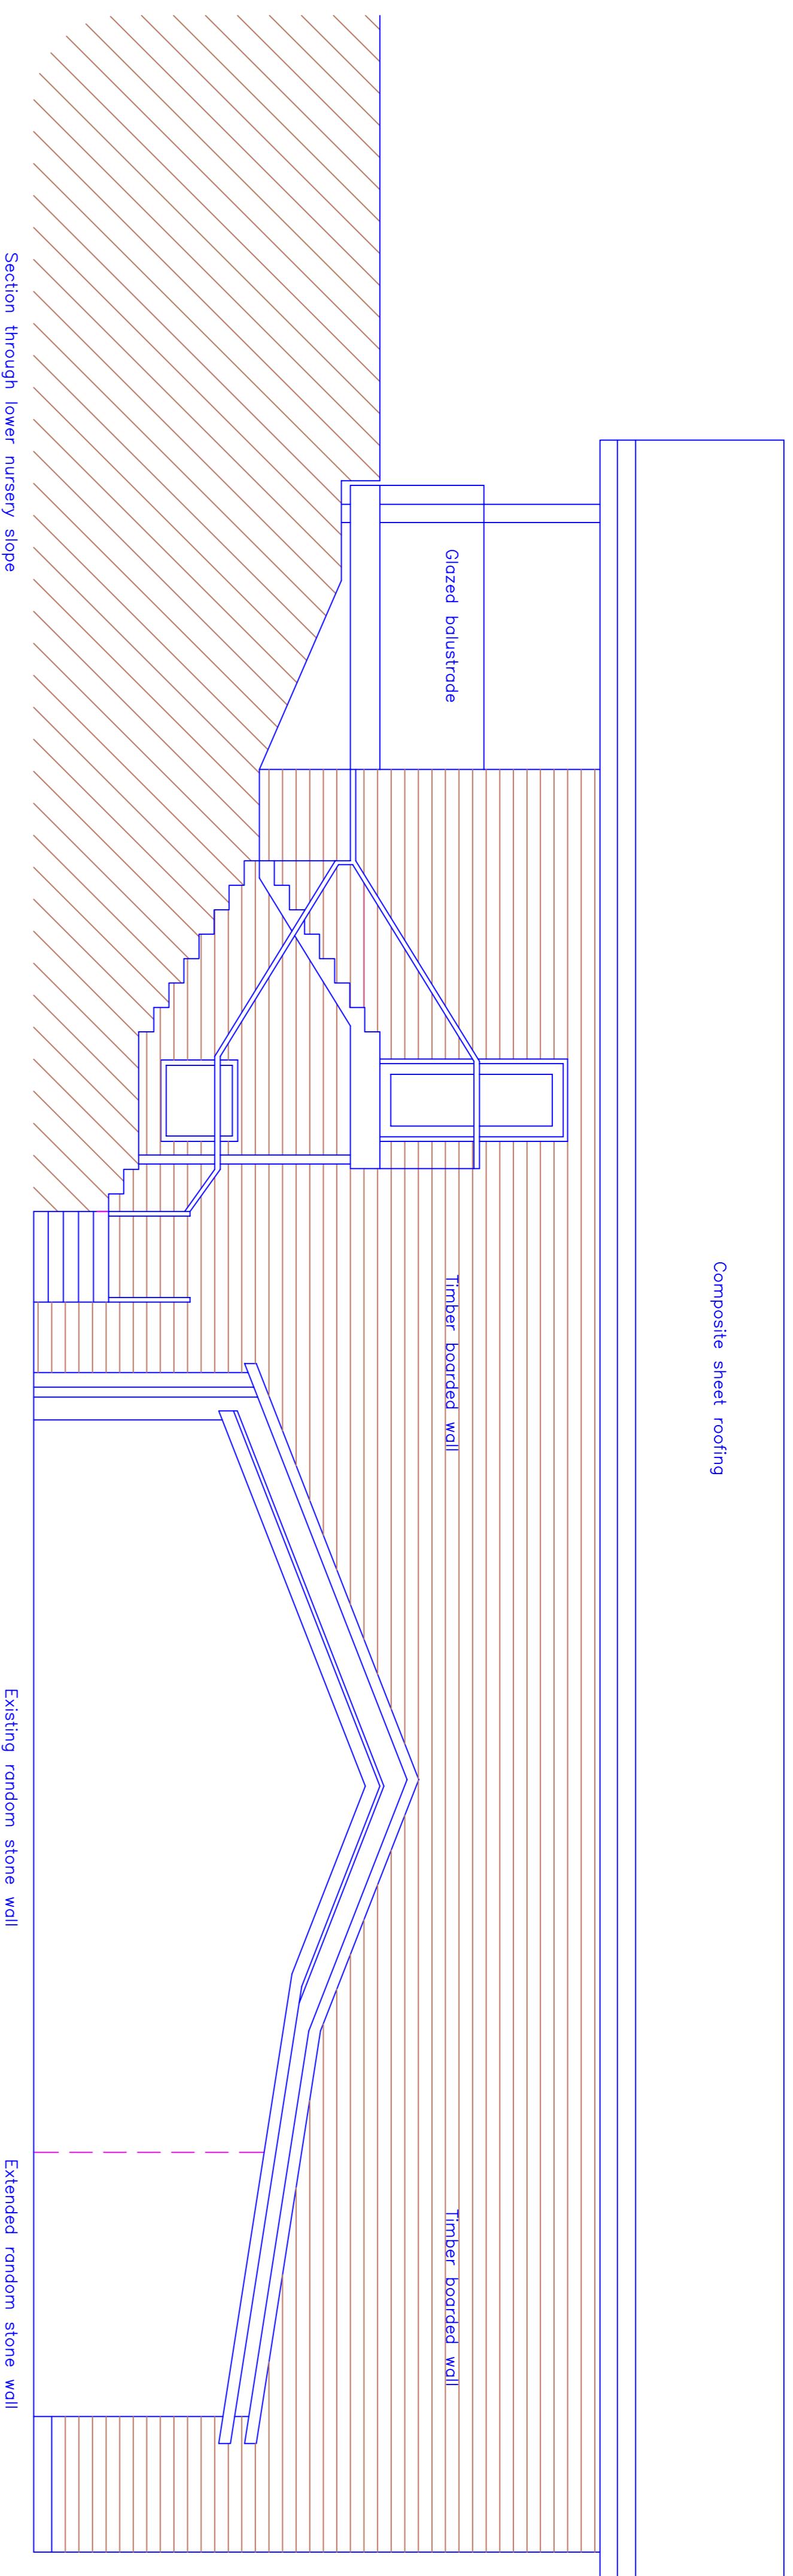 Composite sheet roofing
Glazed balustrade
Timber boarded wall
Timber boarded wall
Section through lower nursery slope
Existing random stone wall
Extended random stone wall